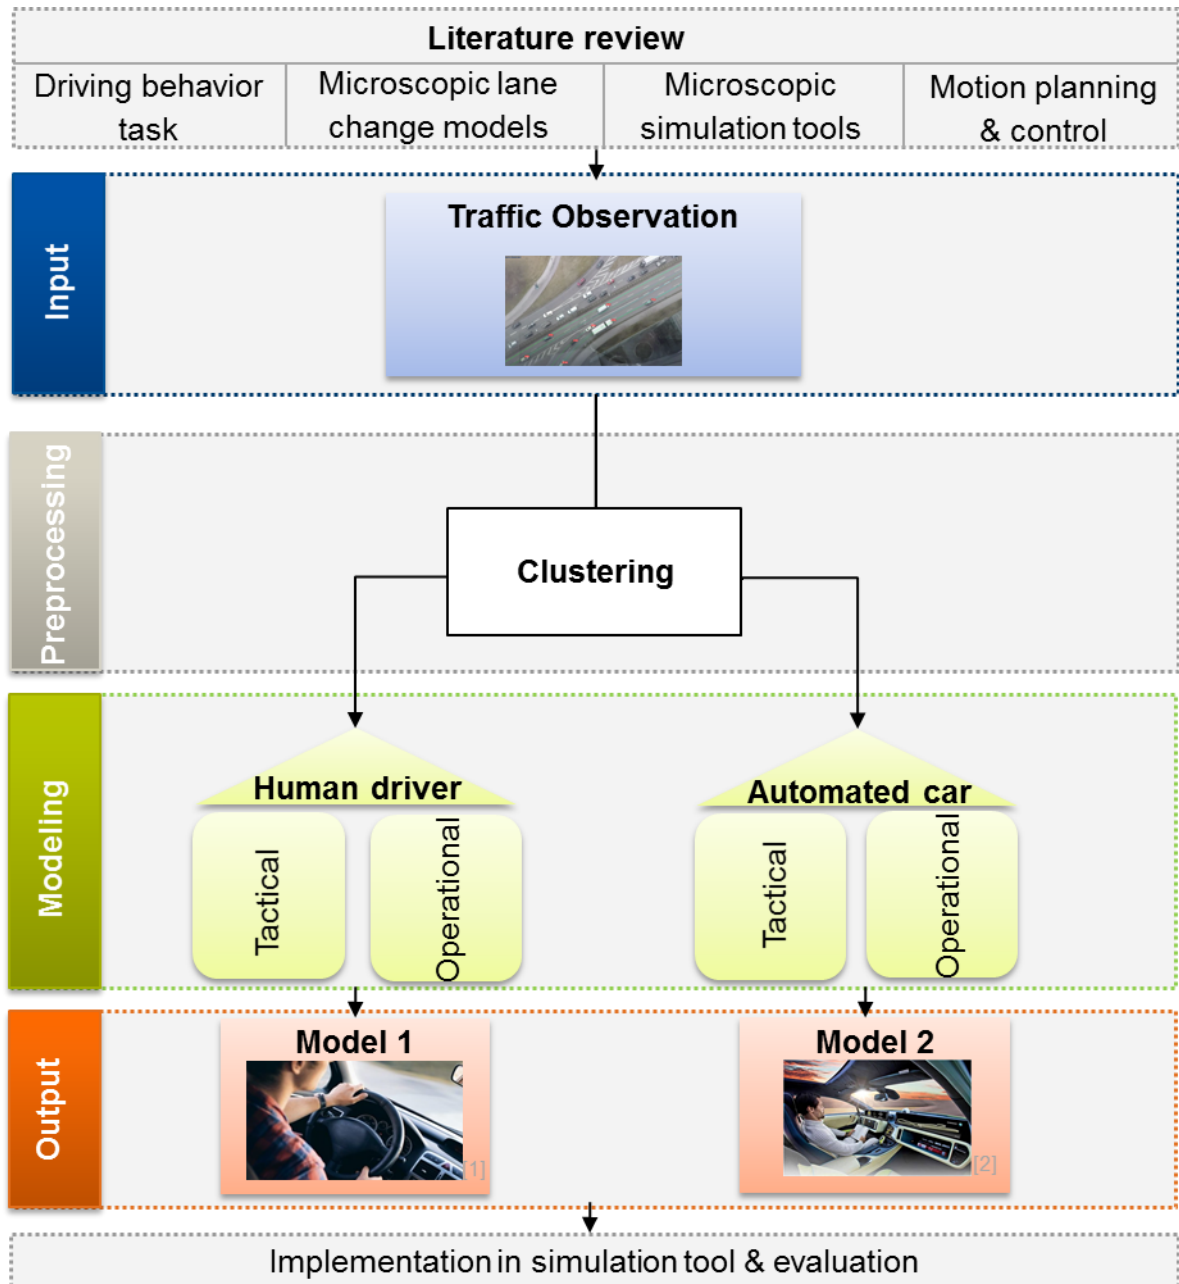 Literature review
Driving behavior
task
Microscopic lane
change models
Microscopic
simulation tools
Motion planning
& control
Input
Traffic Observation
Preprocessing
Clustering
Modeling
Human driver
Tactical
Operational
Automated car
Tactical
Operational
Output
Model 1
[1]
Model 2
[2]
Implementation in simulation tool & evaluation